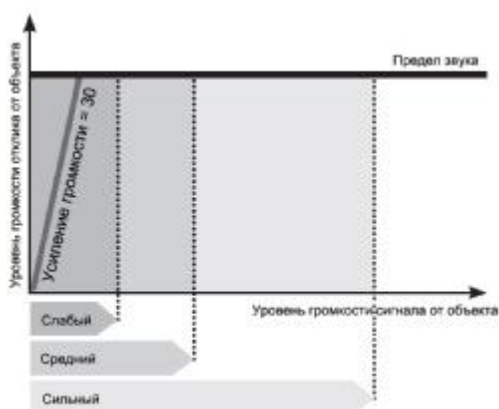 Предел звука
Уровень громкости отклика от объекта
Усиление громкости = 30
Уровень громкости сигнала от объекта
Слабый
Средний
Сильный